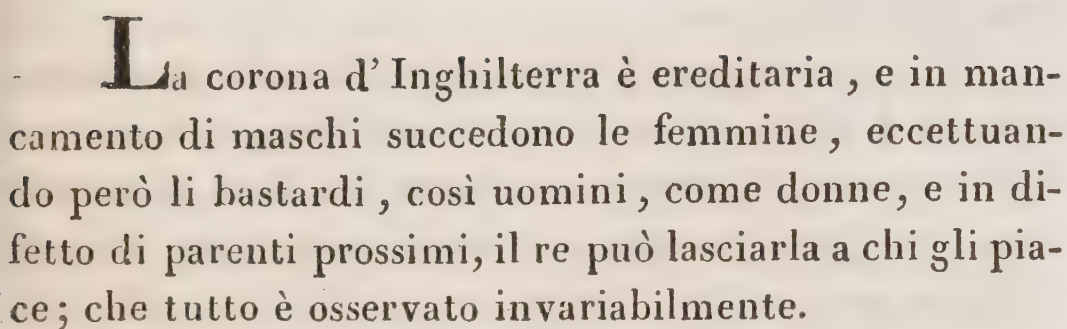 La corona d' Inghilterra è ereditaria , e in man-
camento di maschi succedono le femmine , eccettuan-
do però li bastardi , così uomini , come donne, e in di-
fetto di parenti prossimi, il re può lasciarla a chi gli pia-
ce ; che tutto è osservato invariabilmente.